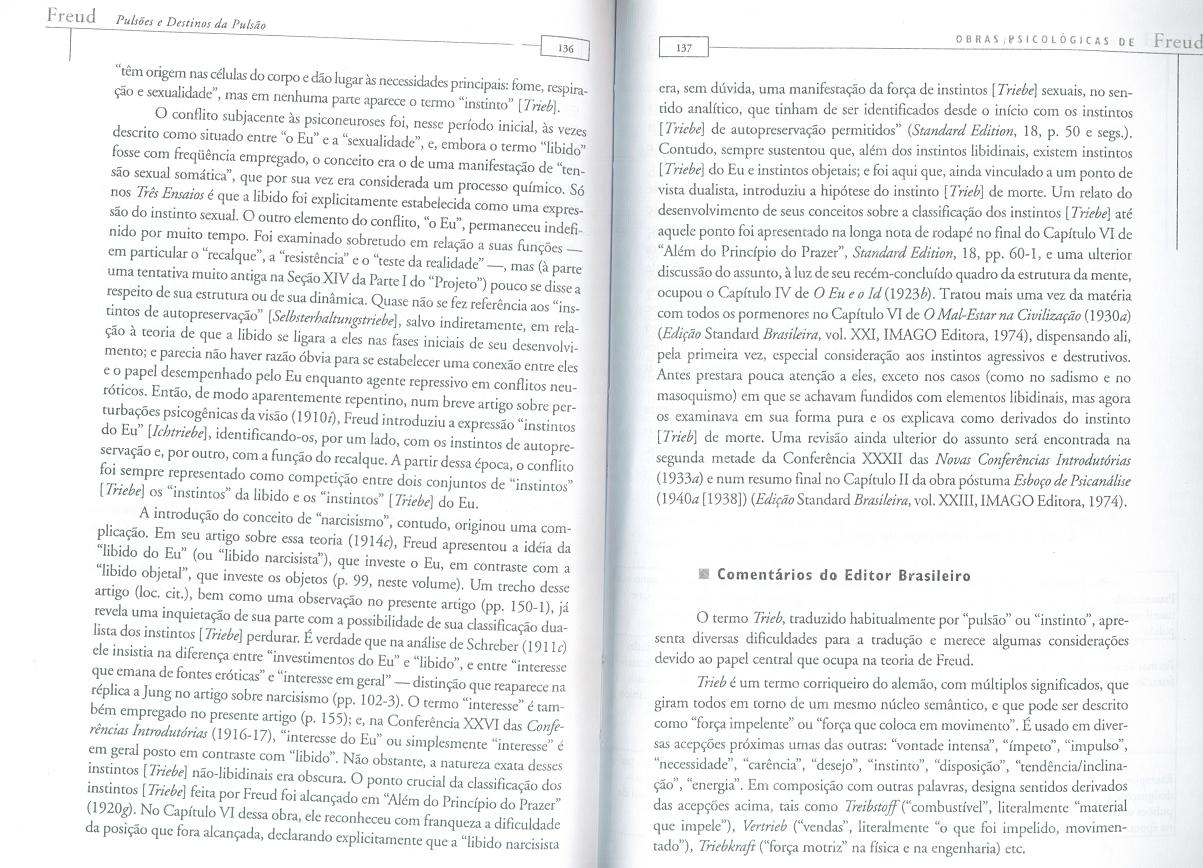 Freud Pulsões e Destinos da Pulsão
136
“têm origem nas células do corpo e dão lugar às necessidades principais: fome, respira-
ção e sexualidade”, mas em nenhuma parte aparece o termo “instinto” [Trieb].
O conflito subjacente às psiconeuroses foi, nesse período inicial, às vezes
descrito como situado entre “o Eu” e a “sexualidade”, e, embora o termo “libido”
fosse com freqüência empregado, o conceito era o de uma manifestação de “ten-
são sexual somática”, que por sua vez era considerada um processo químico. Só
nos Três Ensaios é que a libido foi explicitamente estabelecida como uma expres-
são do instinto sexual. O outro elemento do conflito, “o Eu”, permaneceu indefi-
nido por muito tempo. Foi examinado sobretudo em relação a suas funções —
em particular o “recalque”, a “resistência” e o “teste da realidade” —, mas (à parte
uma tentativa muito antiga na Seção XIV da Parte I do “Projeto”) pouco se disse a
respeito de sua estrutura ou de sua dinâmica. Quase não se fez referência aos “ins-
tintos de autopreservação” [Selbsterhaltungstriebe], salvo indiretamente, em rela-
ção à teoria de que a libido se ligara a eles nas fases iniciais de seu desenvolvi-
mento; e parecia não haver razão óbvia para se estabelecer uma conexão entre eles
e o papel desempenhado pelo Eu enquanto agente repressivo em conflitos neu-
róticos. Então, de modo aparentemente repentino, num breve artigo sobre per-
turbações psicogênicas da visão (1910i), Freud introduziu a expressão “instintos
do Eu” [Ichtriebe], identificando-os, por um lado, com os instintos de autopre-
servação e, por outro, com a função do recalque. A partir dessa época, o conflito
foi sempre representado como competição entre dois conjuntos de “instintos”
[Triebe] os “instintos” da libido e os “instintos” [Triebe] do Eu.
A introdução do conceito de “narcisismo”, contudo, originou uma com-
plicação. Em seu artigo sobre essa teoria (1914c), Freud apresentou a idéia da
“libido do Eu” (ou “libido narcisista”), que investe o Eu, em contraste com a
“libido objetal”, que investe os objetos (p. 99, neste volume). Um trecho desse
artigo (loc. cit.), bem como uma observação no presente artigo (pp. 150-1), já
revela uma inquietação de sua parte com a possibilidade de sua classificação dua-
lista dos instintos [Triebe] perdurar. É verdade que na análise de Schreber (1911c)
ele insistia na diferença entre “investimentos do Eu” e “libido”, e entre “interesse
que emana de fontes eróticas” e “interesse em geral” — distinção que reaparece na
réplica a Jung no artigo sobre narcisismo (pp. 102-3). O termo “interesse” é tam-
bém empregado no presente artigo (p. 155); e, na Conferência XXVI das Confe-
rências Introdutórias (1916-17), “interesse do Eu” ou simplesmente “interesse” é
em geral posto em contraste com “libido”. Não obstante, a natureza exata desses
instintos [Triebe] não-libidinais era obscura. O ponto crucial da classificação dos
instintos [Triebe] feita por Freud foi alcançado em “Além do Princípio do Prazer”
(1920g). No Capítulo VI dessa obra, ele reconheceu com franqueza a dificuldade
da posição que fora alcançada, declarando explicitamente que a “libido narcisista
137
OBRAS PSICOLÓGICAS DE Freud
era, sem dúvida, uma manifestação da força de instintos [Triebe] sexuais, no sen-
tido analítico, que tinham de ser identificados desde o início com os instintos
[Triebe] de autopreservação permitidos” (Standard Edition, 18, p. 50 e segs.).
Contudo, sempre sustentou que, além dos instintos libidinais, existem instintos
[Triebe] do Eu e instintos objetais; e foi aqui que, ainda vinculado a um ponto de
vista dualista, introduziu a hipótese do instinto [Trieb] de morte. Um relato do
desenvolvimento de seus conceitos sobre a classificação dos instintos [Triebe] até
aquele ponto foi apresentado na longa nota de rodapé no final do Capítulo VI de
“Além do Princípio do Prazer”, Standard Edition, 18, pp. 60-1, e uma ulterior
discussão do assunto, à luz de seu recém-concluído quadro da estrutura da mente,
ocupou o Capítulo IV de O Eu e o Id (1923b). Tratou mais uma vez da matéria
com todos os pormenores no Capítulo VI de O Mal-Estar na Civilização (1930a)
(Edição Standard Brasileira, vol. XXI, IMAGO Editora, 1974), dispensando ali,
pela primeira vez, especial consideração aos instintos agressivos e destrutivos.
Antes prestara pouca atenção a eles, exceto nos casos (como no sadismo e no
masoquismo) em que se achavam fundidos com elementos libidinais, mas agora
os examinava em sua forma pura e os explicava como derivados do instinto
[Trieb] de morte. Uma revisão ainda ulterior do assunto será encontrada na
segunda metade da Conferência XXXII das Novas Conferências Introdutórias
(1933a) e num resumo final no Capítulo II da obra póstuma Esboço de Psicanálise
(1940a [1938]) (Edição Standard Brasileira, vol. XXIII, IMAGO Editora, 1974).
Comentários do Editor Brasileiro
O termo Trieb, traduzido habitualmente por “pulsão” ou “instinto”, apre-
senta diversas dificuldades para a tradução e merece algumas considerações
devido ao papel central que ocupa na teoria de Freud.
Trieb é um termo corriqueiro do alemão, com múltiplos significados, que
giram todos em torno de um mesmo núcleo semântico, e que pode ser descrito
como “força impelente” ou “força que coloca em movimento”. É usado em diver-
sas acepções próximas umas das outras: “vontade intensa”, “ímpeto”, “impulso”,
“necessidade”, “carência”, “desejo”, “instinto”, “disposição”, “tendência/inclina-
ção”, “energia”. Em composição com outras palavras, designa sentidos derivados
das acepções acima, tais como Treibstoff (“combustível”, literalmente “material
que impele”), Vertrieb (“vendas”, literalmente “o que foi impelido, movimen-
tado”), Triebkraft (“força motriz” na física e na engenharia) etc.